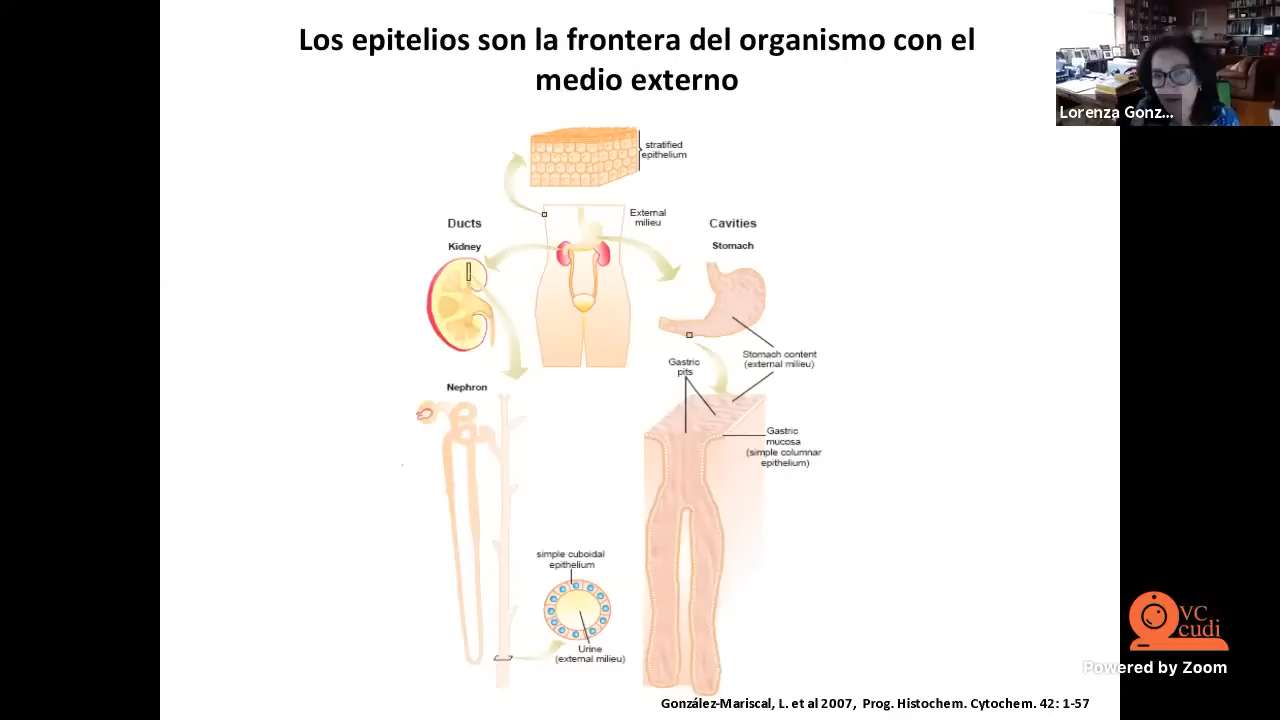 Los epitelios son la frontera del organismo con el
medio externo
Lorenza Gonz...
stratified
epithelium
External
milieu
Ducts
Kidney
Cavities
Stomach
Stomach content
(external milieu)
Gastric
pits
Nephron
Gastric
mucosa
(simple columnar
epithelium)
simple cuboidal
epithelium
Urine
(external milieu)
VC
cudi
Powered by Zoom
González-Mariscal, L. et al 2007, Prog. Histochem. Cytochem. 42: 1-57